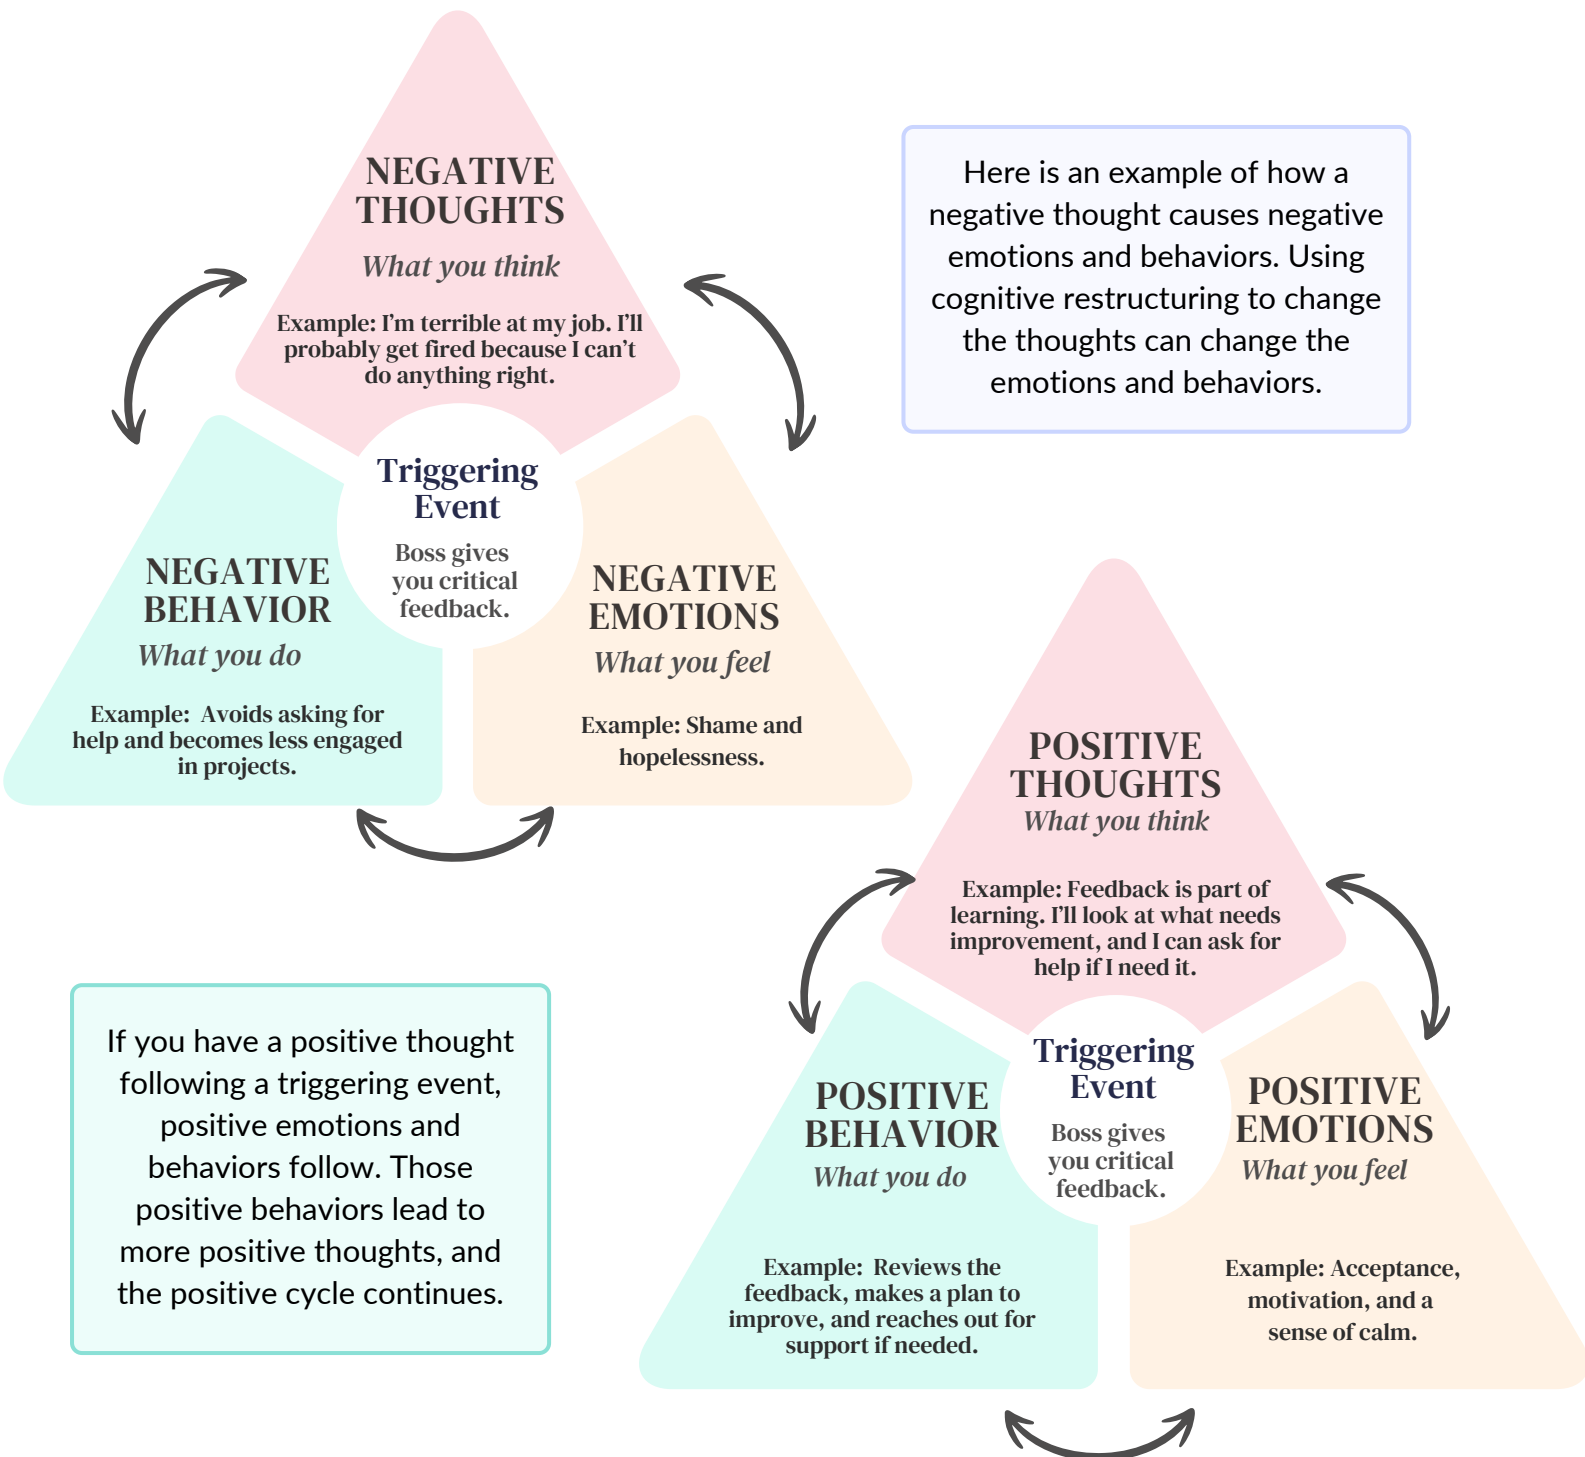 NEGATIVE
THOUGHTS
What you think
Example: I'm terrible at my job. I'll
probably get fired because I can't
do anything right.
Here is an example of how a
negative thought causes negative
emotions and behaviors. Using
cognitive restructuring to change
the thoughts can change the
emotions and behaviors.
Triggering
Event
Boss gives
you critical
feedback.
NEGATIVE
BEHAVIOR
What you do
Example:  Avoids asking for
help and becomes less engaged
in projects.
NEGATIVE
EMOTIONS
What you feel
Example: Shame and
hopelessness.
POSITIVE
THOUGHTS
What you think
Example: Feedback is part of
learning. I'll look at what needs
improvement, and I can ask for
help if I need it.
If you have a positive thought
following a triggering event,
positive emotions and
behaviors follow. Those
positive behaviors lead to
more positive thoughts, and
the positive cycle continues.
Triggering
Event
Boss gives
you critical
feedback.
POSITIVE
BEHAVIOR
What you do
Example:  Reviews the
feedback, makes a plan to
improve, and reaches out for
support if needed.
POSITIVE
EMOTIONS
What you feel
Example: Acceptance,
motivation, and a
sense of calm.